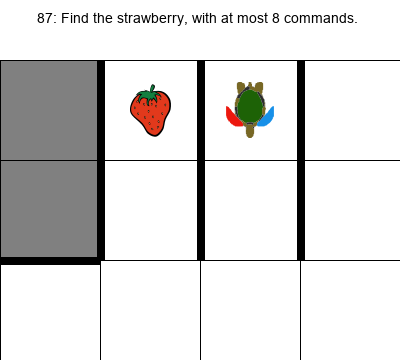 87: Find the strawberry, with at most 8 commands.